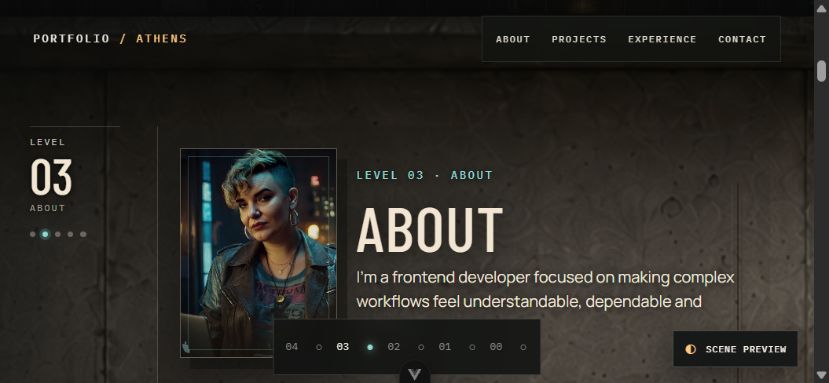 PORTFOLIO / ATHENS
ABOUT PROJECTS EXPERIENCE CONTACT
LEVEL
03
ABOUT
LEVEL 03 · ABOUT
ABOUT
I'm a frontend developer focused on making complex
workflows feel understandable, dependable and
04 03 02 01 00
SCENE PREVIEW